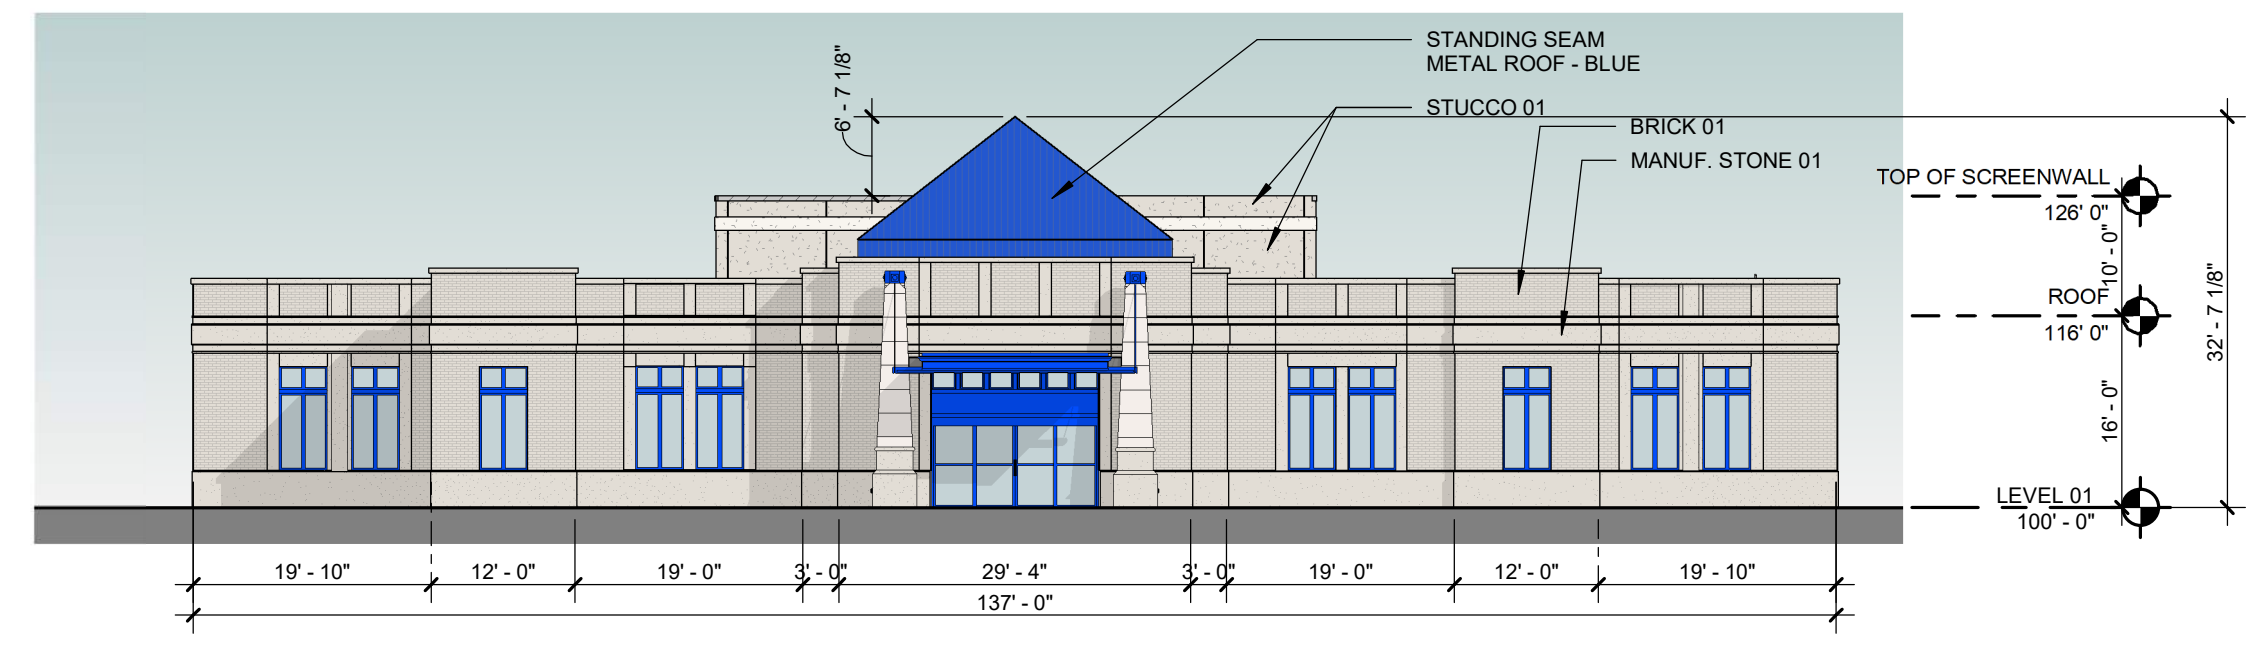 STANDING SEAM
METAL ROOF - BLUE
STUCCO 01
BRICK 01
MANUF. STONE 01
6' - 7 1/8"
TOP OF SCREENWALL
126' 0"
10' - 0"
ROOF
116' 0"
32' - 7 1/8"
16' - 0"
LEVEL 01
100' - 0"
19' - 10"
12' - 0"
19' - 0"
3' - 0"
29' - 4"
3' - 0"
19' - 0"
12' - 0"
19' - 10"
137' - 0"